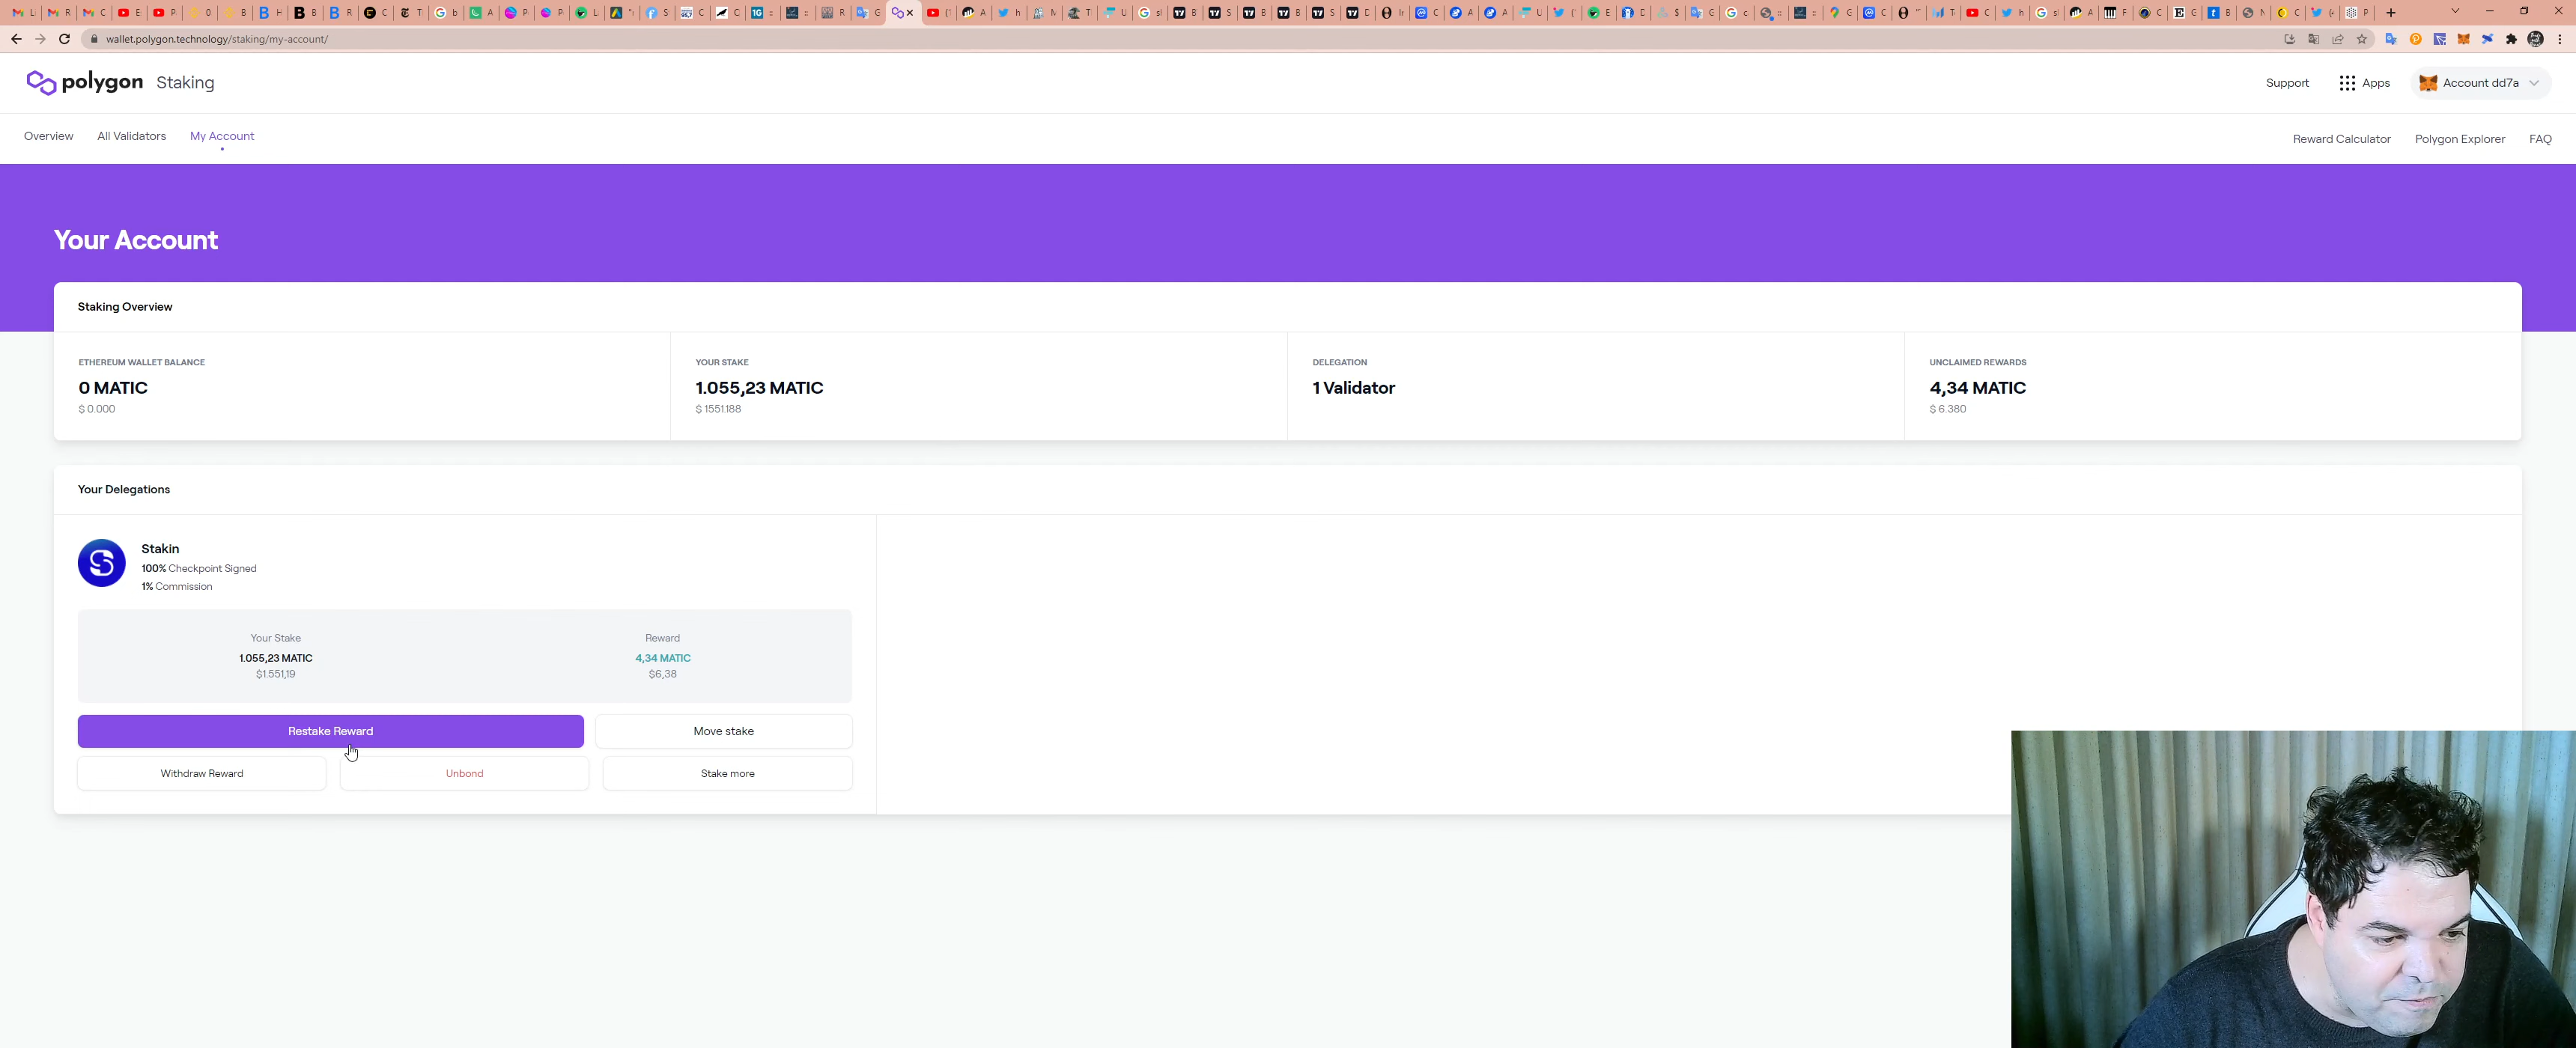 wallet.polygon.technology/staking/my-account/
polygon Staking
Support Apps Account dd7a
Overview All Validators My Account
Reward Calculator Polygon Explorer FAQ
Your Account
Staking Overview
ETHEREUM WALLET BALANCE
0 MATIC
$ 0.000
YOUR STAKE
1.055,23 MATIC
$ 1551.188
DELEGATION
1 Validator
UNCLAIMED REWARDS
4,34 MATIC
$ 6.380
Your Delegations
Stakin
100% Checkpoint Signed
1% Commission
Your Stake
1.055,23 MATIC
$1.551,19
Reward
4,34 MATIC
$6,38
Restake Reward
Move stake
Withdraw Reward
Unbond
Stake more